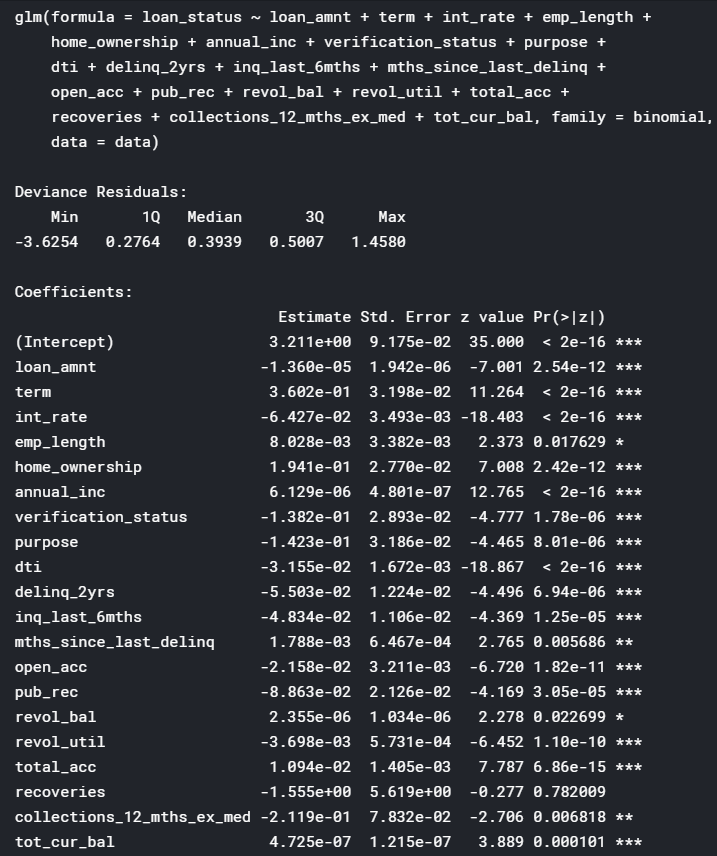 glm(formula = loan_status ~ loan_amnt + term + int_rate + emp_length +
    home_ownership + annual_inc + verification_status + purpose +
    dti + delinq_2yrs + inq_last_6mths + mths_since_last_delinq +
    open_acc + pub_rec + revol_bal + revol_util + total_acc +
    recoveries + collections_12_mths_ex_med + tot_cur_bal, family = binomial,
    data = data)

Deviance Residuals:
    Min       1Q   Median       3Q      Max
-3.6254   0.2764   0.3939   0.5007   1.4580

Coefficients:
                             Estimate Std. Error z value Pr(>|z|)
(Intercept)                 3.211e+00  9.175e-02  35.000  < 2e-16 ***
loan_amnt                  -1.360e-05  1.942e-06  -7.001 2.54e-12 ***
term                        3.602e-01  3.198e-02  11.264  < 2e-16 ***
int_rate                   -6.427e-02  3.493e-03 -18.403  < 2e-16 ***
emp_length                  8.028e-03  3.382e-03   2.373 0.017629 *
home_ownership              1.941e-01  2.770e-02   7.008 2.42e-12 ***
annual_inc                  6.129e-06  4.801e-07  12.765  < 2e-16 ***
verification_status        -1.382e-01  2.893e-02  -4.777 1.78e-06 ***
purpose                    -1.423e-01  3.186e-02  -4.465 8.01e-06 ***
dti                        -3.155e-02  1.672e-03 -18.867  < 2e-16 ***
delinq_2yrs                -5.503e-02  1.224e-02  -4.496 6.94e-06 ***
inq_last_6mths             -4.834e-02  1.106e-02  -4.369 1.25e-05 ***
mths_since_last_delinq      1.788e-03  6.467e-04   2.765 0.005686 **
open_acc                   -2.158e-02  3.211e-03  -6.720 1.82e-11 ***
pub_rec                    -8.863e-02  2.126e-02  -4.169 3.05e-05 ***
revol_bal                   2.355e-06  1.034e-06   2.278 0.022699 *
revol_util                 -3.698e-03  5.731e-04  -6.452 1.10e-10 ***
total_acc                   1.094e-02  1.405e-03   7.787 6.86e-15 ***
recoveries                 -1.555e+00  5.619e+00  -0.277 0.782009
collections_12_mths_ex_med -2.119e-01  7.832e-02  -2.706 0.006818 **
tot_cur_bal                 4.725e-07  1.215e-07   3.889 0.000101 ***